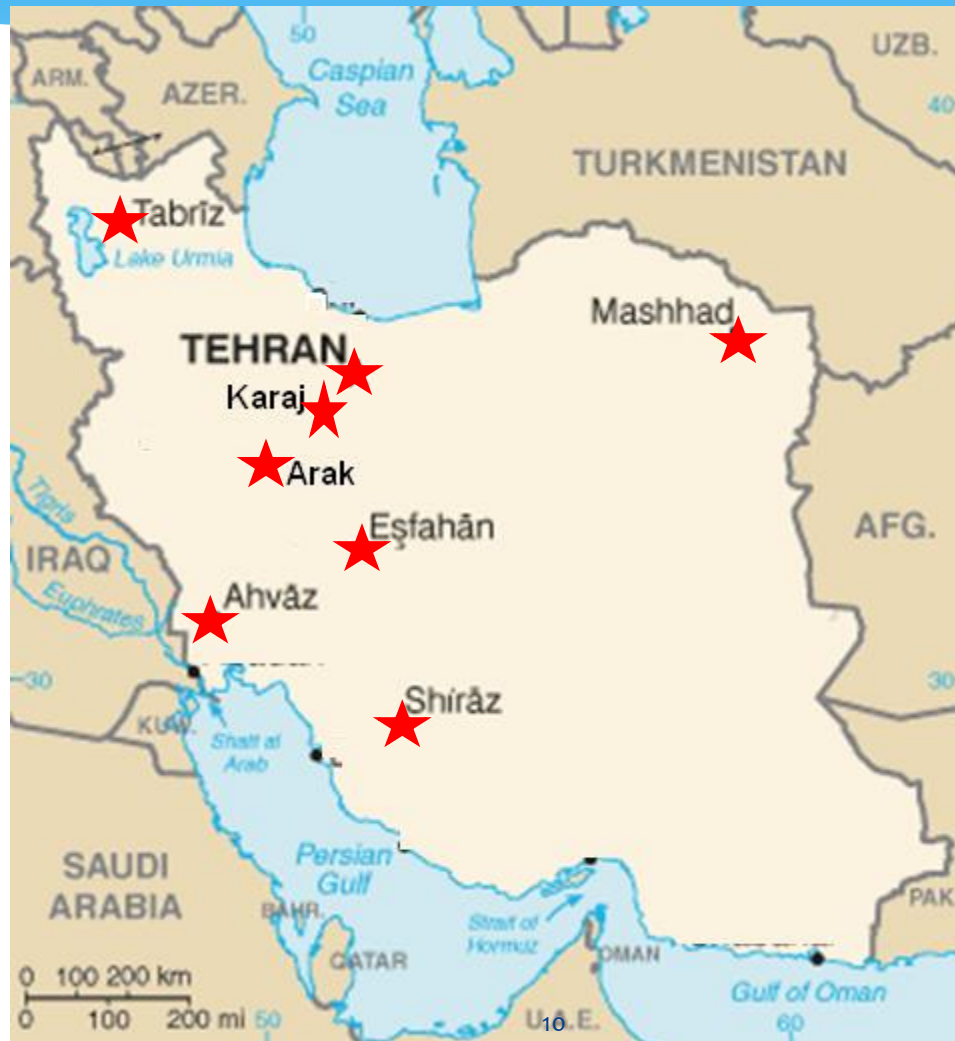 50
Caspian
Sea
UZB.
ARM.
AZER.
40
TURKMENISTAN
Tabrīz
Lake Urmia
Mashhad
TEHRAN
Karaj
Arak
Tigris
Eşfahān
AFG.
IRAQ
Euphrates
Ahvāz
30
30
Shīrāz
KUW.
Shatt al
Arab
Persian
Gulf
SAUDI
ARABIA
BAHR.
PAK.
Strait of
Hormuz
QATAR
OMAN
0 100 200 km
0 100 200 mi
Gulf of Oman
50
U.A.E.
10
60